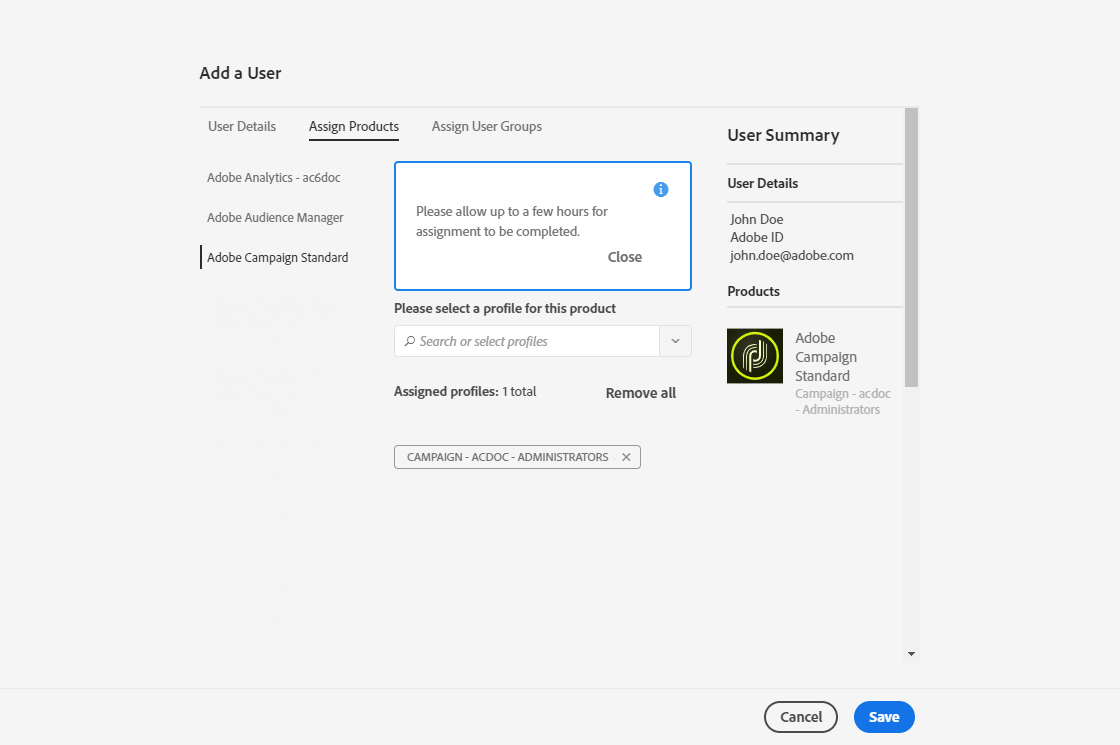 Add a User
User Details
Assign Products
Assign User Groups
Adobe Analytics - ac6doc
Adobe Audience Manager
Adobe Campaign Standard
Please allow up to a few hours for
assignment to be completed.
Close
Please select a profile for this product
Search or select profiles
Assigned profiles: 1 total
Remove all
CAMPAIGN - ACDOC - ADMINISTRATORS
User Summary
User Details
John Doe
Adobe ID
john.doe@adobe.com
Products
Adobe
Campaign
Standard
Campaign - acdoc
- Administrators
Cancel
Save